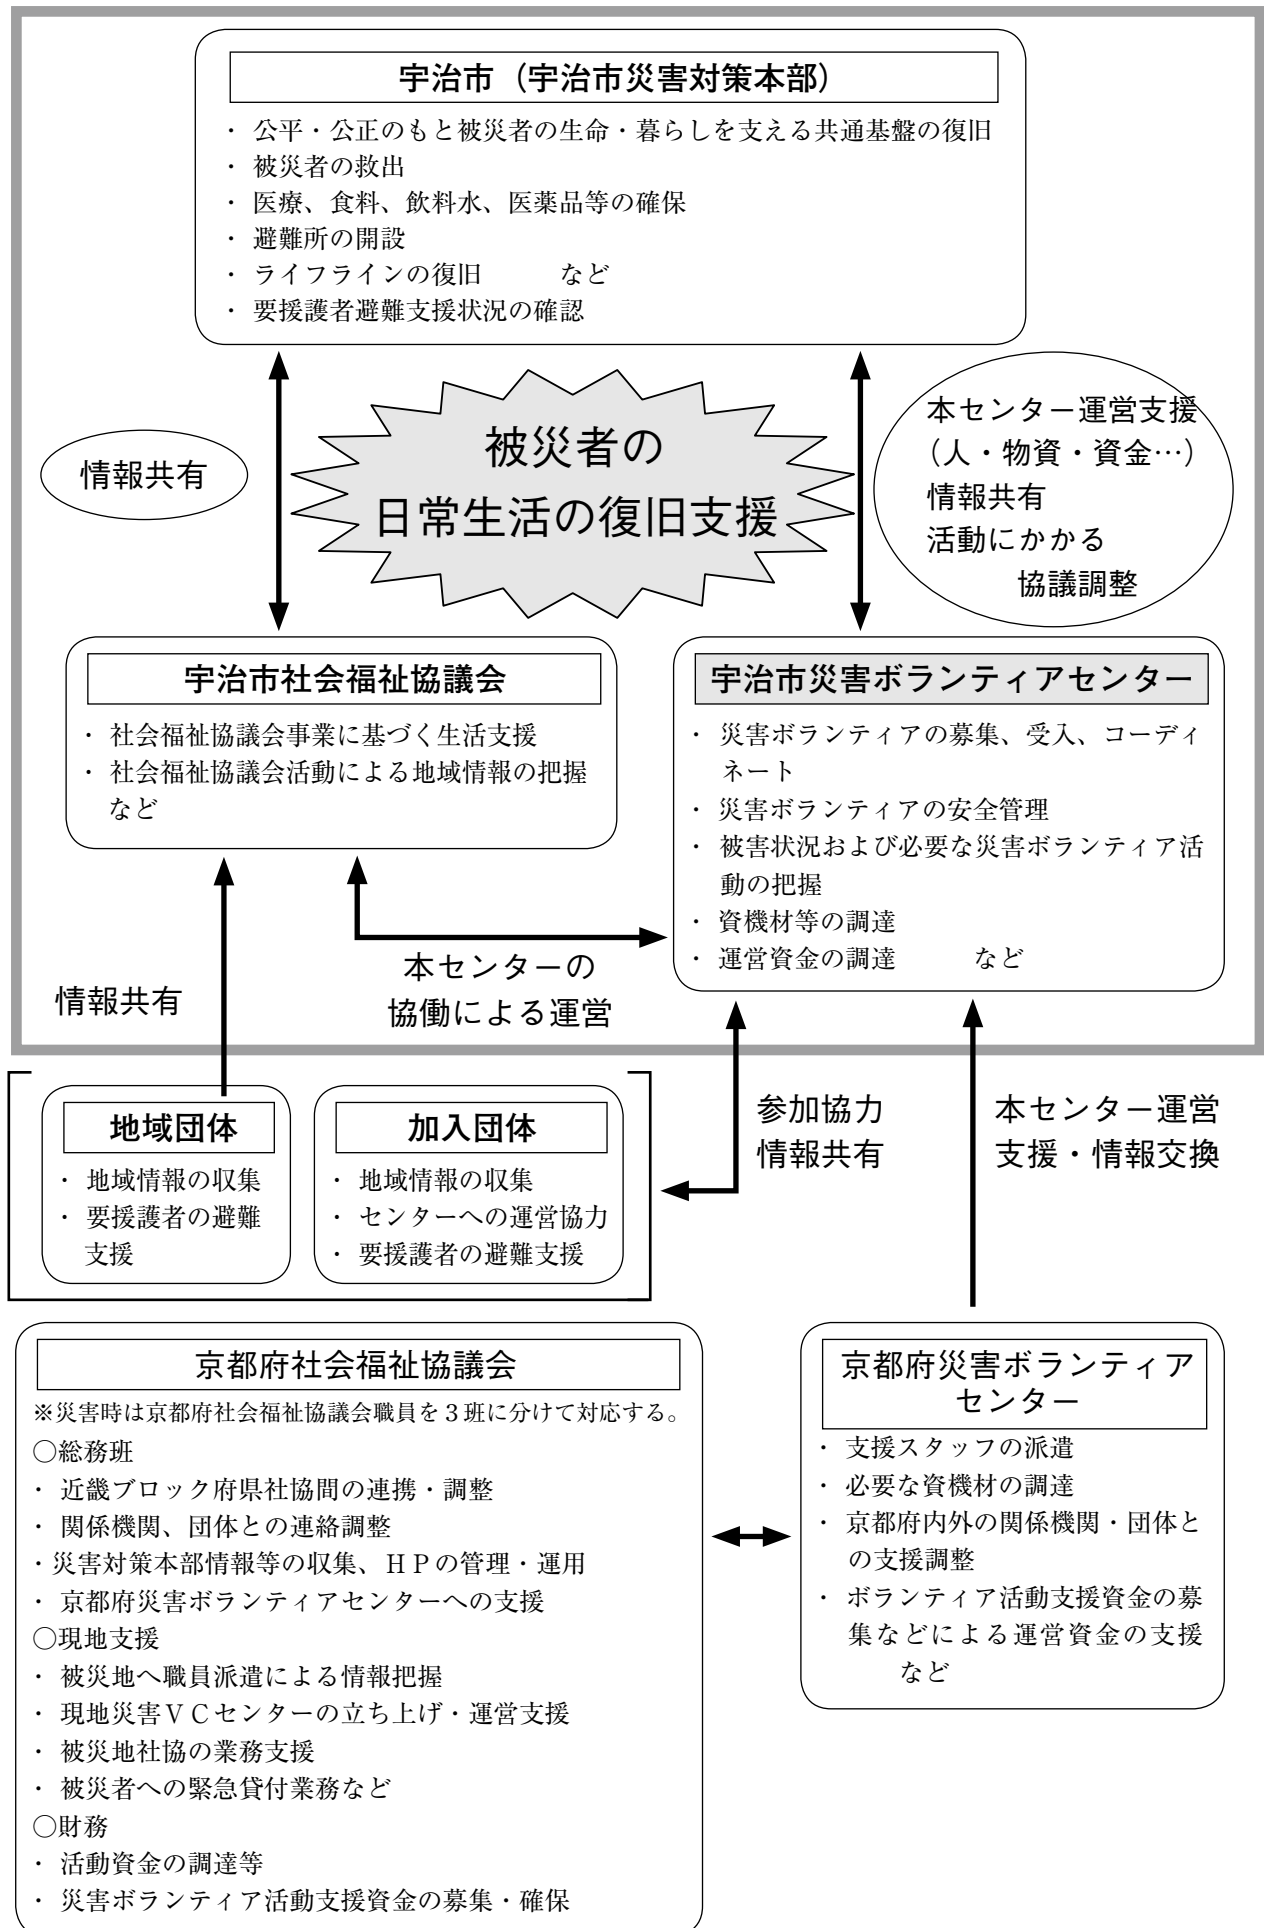 宇治市（宇治市災害対策本部）
・ 公平・公正のもと被災者の生命・暮らしを支える共通基盤の復旧
・ 被災者の救出
・ 医療、食料、飲料水、医薬品等の確保
・ 避難所の開設
・ ライフラインの復旧　　　など
・ 要援護者避難支援状況の確認
情報共有
被災者の
日常生活の復旧支援
本センター運営支援
（人・物資・資金…）
情報共有
活動にかかる
協議調整
宇治市社会福祉協議会
・ 社会福祉協議会事業に基づく生活支援
・ 社会福祉協議会活動による地域情報の把握
など
宇治市災害ボランティアセンター
・ 災害ボランティアの募集、受入、コーディ
ネート
・ 災害ボランティアの安全管理
・ 被害状況および必要な災害ボランティア活
動の把握
・ 資機材等の調達
・ 運営資金の調達　　　など
情報共有
本センターの
協働による運営
地域団体
・ 地域情報の収集
・ 要援護者の避難
支援
加入団体
・ 地域情報の収集
・ センターへの運営協力
・ 要援護者の避難支援
参加協力
情報共有
本センター運営
支援・情報交換
京都府社会福祉協議会
※災害時は京都府社会福祉協議会職員を３班に分けて対応する。
○総務班
・ 近畿ブロック府県社協間の連携・調整
・ 関係機関、団体との連絡調整
・災害対策本部情報等の収集、ＨＰの管理・運用
・ 京都府災害ボランティアセンターへの支援
○現地支援
・ 被災地へ職員派遣による情報把握
・ 現地災害ＶＣセンターの立ち上げ・運営支援
・ 被災地社協の業務支援
・ 被災者への緊急貸付業務など
○財務
・ 活動資金の調達等
・ 災害ボランティア活動支援資金の募集・確保
京都府災害ボランティア
センター
・ 支援スタッフの派遣
・ 必要な資機材の調達
・ 京都府内外の関係機関・団体と
の支援調整
・ ボランティア活動支援資金の募
集などによる運営資金の支援
など